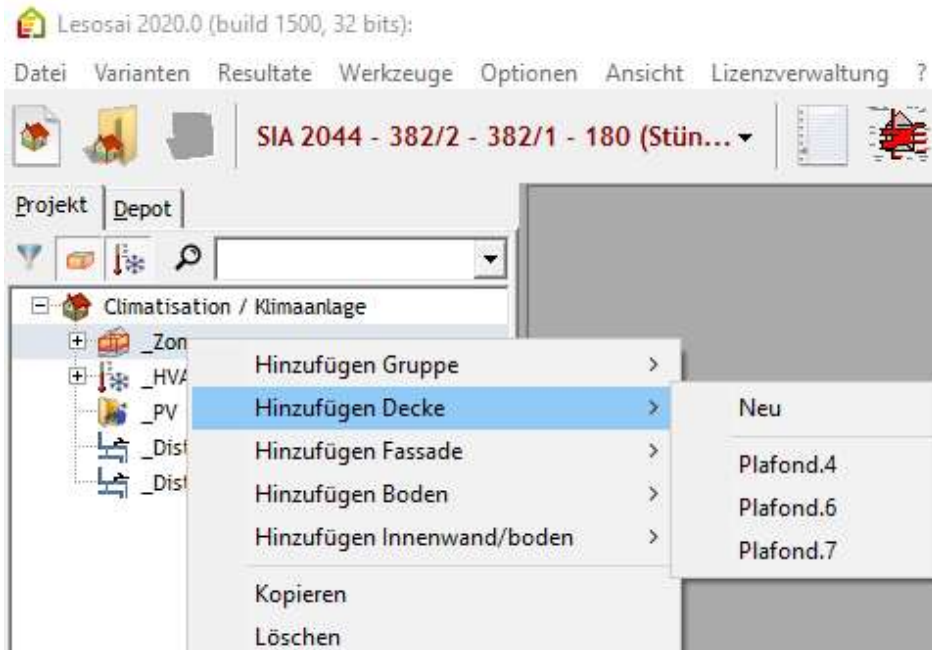 Lesosai 2020.0 (build 1500, 32 bits):
Datei Varianten Resultate Werkzeuge Optionen Ansicht Lizenzverwaltung ?
SIA 2044 - 382/2 - 382/1 - 180 (Stün...
Projekt Depot
Climatisation / Klimaanlage
_Zon
_HVA
_PV
_Dist
_Dist
Hinzufügen Gruppe
Hinzufügen Decke
Hinzufügen Fassade
Hinzufügen Boden
Hinzufügen Innenwand/boden
Kopieren
Löschen
Neu
Plafond.4
Plafond.6
Plafond.7